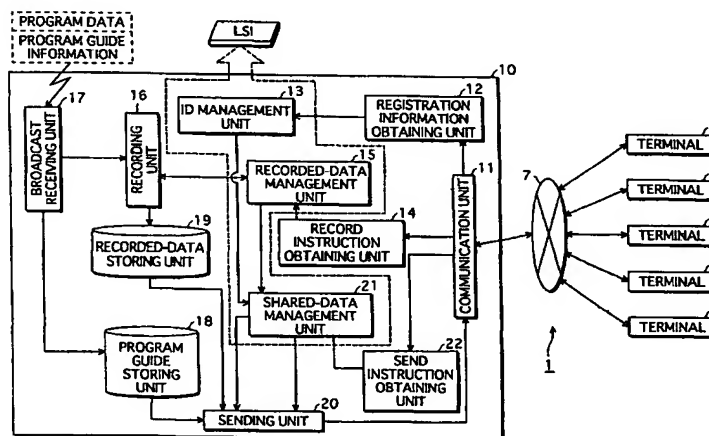 PROGRAM DATA
PROGRAM GUIDE
INFORMATION
LSI
10
17
16
13
12
BROADCAST
RECEIVING UNIT
RECORDING
UNIT
ID MANAGEMENT
UNIT
REGISTRATION
INFORMATION
OBTAINING UNIT
15
11
RECORDED-DATA
MANAGEMENT
UNIT
COMMUNICATION UNIT
7
TERMINAL
TERMINAL
TERMINAL
TERMINAL
TERMINAL
19
14
RECORDED-DATA
STORING UNIT
RECORD
INSTRUCTION
OBTAINING UNIT
21
SHARED-DATA
MANAGEMENT
UNIT
18
22
PROGRAM
GUIDE
STORING
UNIT
SEND
INSTRUCTION
OBTAINING
UNIT
1
20
SENDING UNIT